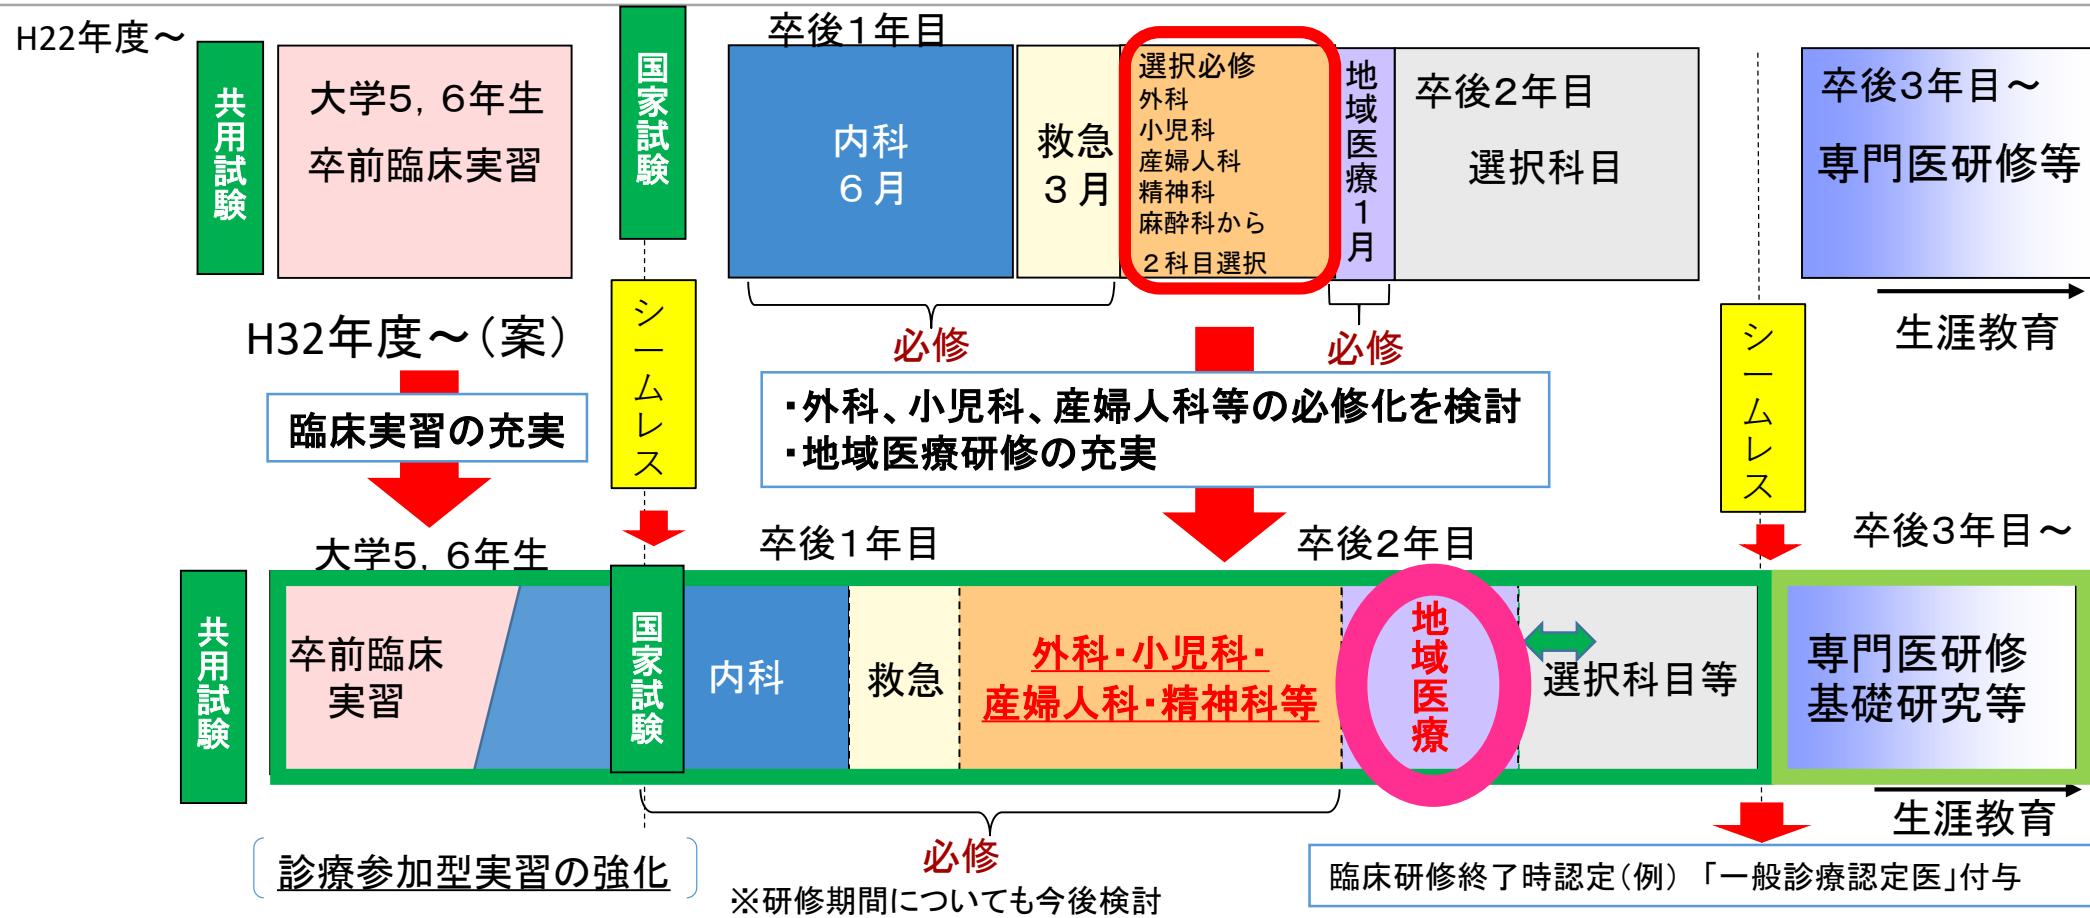 H22年度～
共用試験
大学5，6年生
卒前臨床実習
国家試験
卒後1年目
内科
６月
救急
３月
選択必修
外科
小児科
産婦人科
精神科
麻酔科から
２科目選択
地域医療１月
卒後2年目
選択科目
卒後3年目～
専門医研修等
生涯教育
必修
必修
H32年度～（案）
臨床実習の充実
シームレス
・外科、小児科、産婦人科等の必修化を検討
・地域医療研修の充実
シームレス
大学5，6年生
卒後1年目
卒後2年目
卒後3年目～
共用試験
卒前臨床
実習
国家試験
内科
救急
外科・小児科・
産婦人科・精神科等
地域医療
選択科目等
専門医研修
基礎研究等
生涯教育
診療参加型実習の強化
必修
※研修期間についても今後検討
臨床研修終了時認定（例）「一般診療認定医」付与